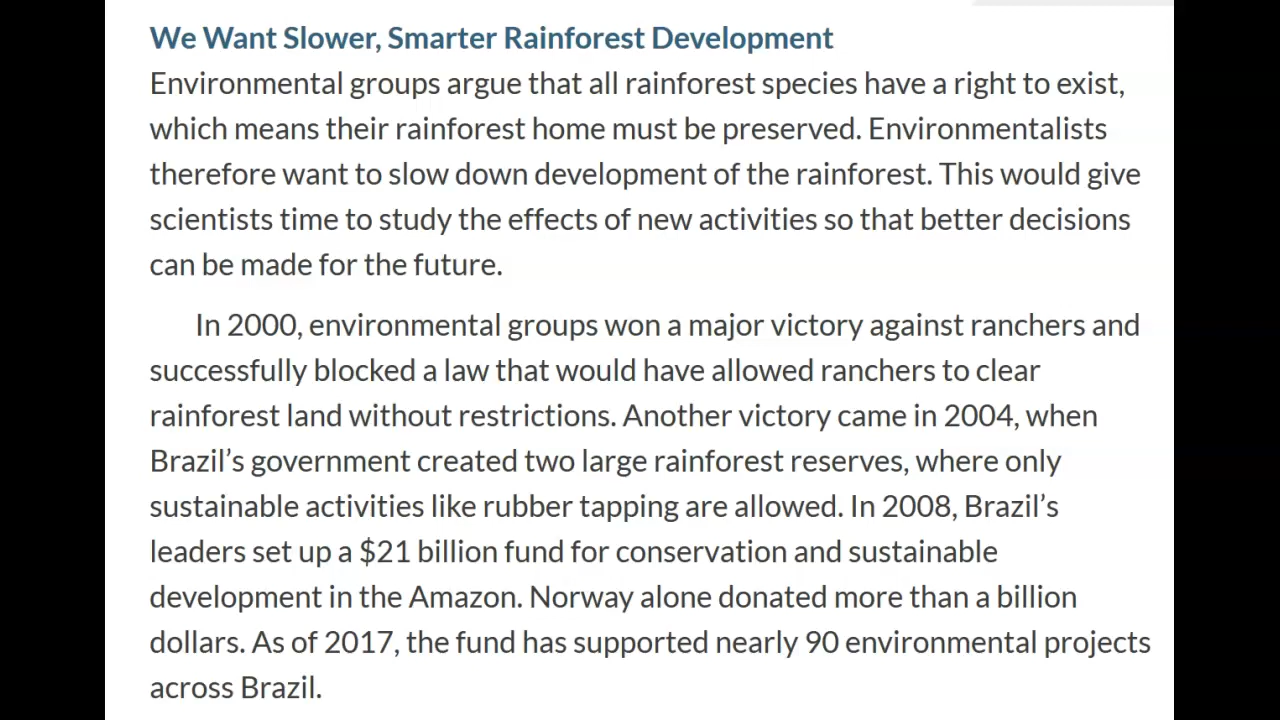 We Want Slower, Smarter Rainforest Development
Environmental groups argue that all rainforest species have a right to exist,
which means their rainforest home must be preserved. Environmentalists
therefore want to slow down development of the rainforest. This would give
scientists time to study the effects of new activities so that better decisions
can be made for the future.
In 2000, environmental groups won a major victory against ranchers and
successfully blocked a law that would have allowed ranchers to clear
rainforest land without restrictions. Another victory came in 2004, when
Brazil’s government created two large rainforest reserves, where only
sustainable activities like rubber tapping are allowed. In 2008, Brazil’s
leaders set up a $21 billion fund for conservation and sustainable
development in the Amazon. Norway alone donated more than a billion
dollars. As of 2017, the fund has supported nearly 90 environmental projects
across Brazil.